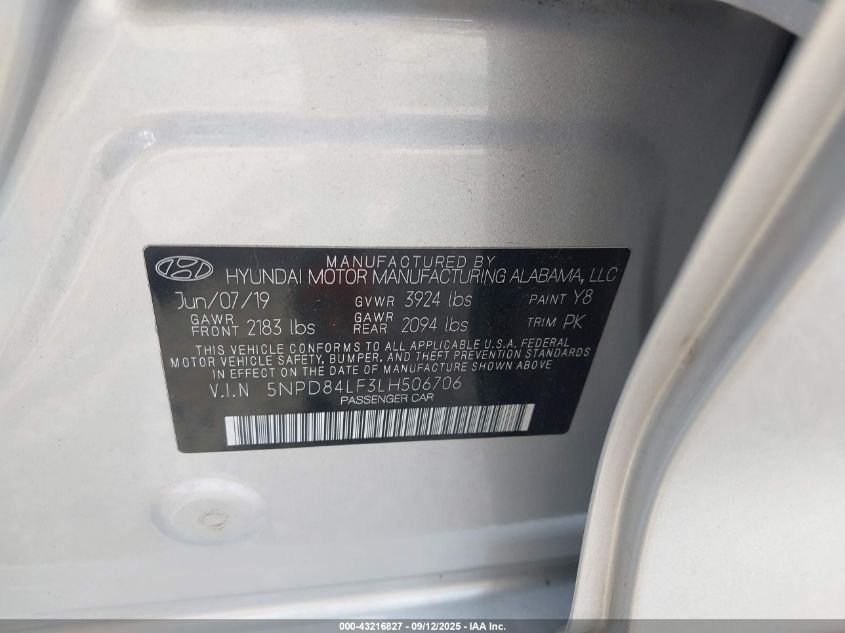 MANUFACTURED BY
HYUNDAI MOTOR MANUFACTURING ALABAMA, LLC
Jun/07/19 GVWR 3924 lbs PAINT Y8
GAWR FRONT 2183 lbs GAWR REAR 2094 lbs TRIM PK
THIS VEHICLE CONFORMS TO ALL APPLICABLE U.S.A. FEDERAL
MOTOR VEHICLE SAFETY, BUMPER, AND THEFT PREVENTION STANDARDS
IN EFFECT ON THE DATE OF MANUFACTURE SHOWN ABOVE
V.I.N 5NPD84LF3LH506706
PASSENGER CAR
000-43216827 - 09/12/2025 - IAA Inc.